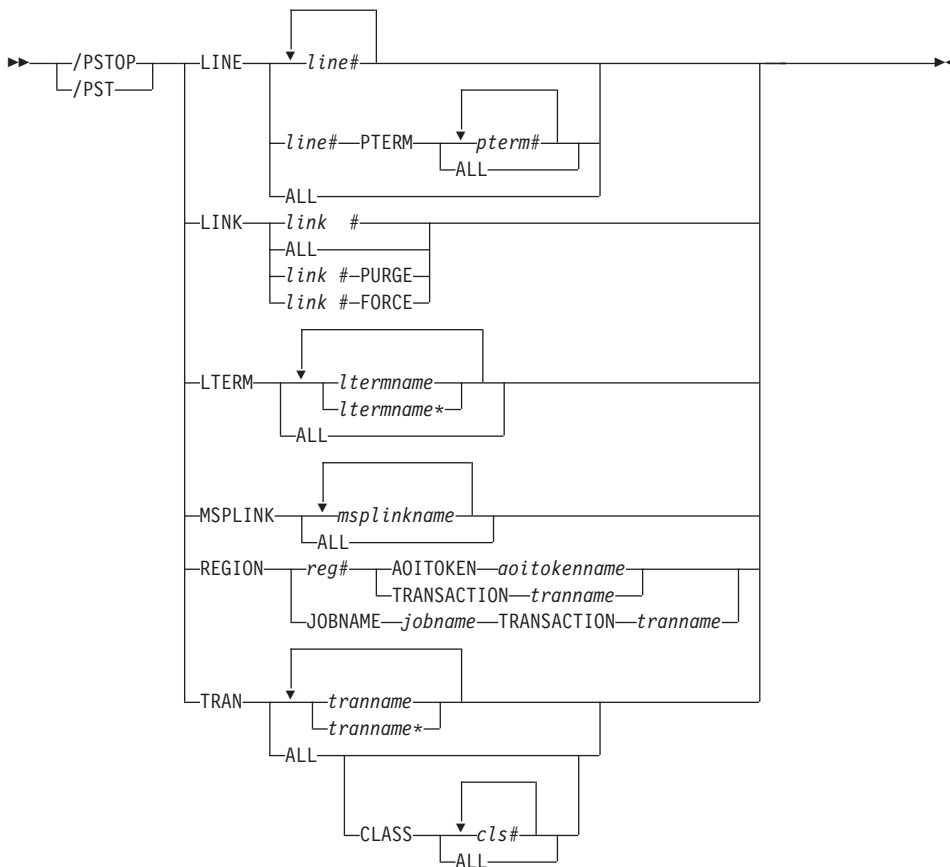 /PSTOP LINE line#
/PST
line# PTERM pterm#
ALL
ALL
LINK link #
ALL
link # PURGE
link # FORCE
LTERM ltermname
ltermname*
ALL
MSPLINK msplinkname
ALL
REGION reg# AOITOKEN aoitokenname
TRANSACTION tranname
JOBNAME jobname TRANSACTION tranname
TRAN tranname
tranname*
ALL
CLASS cls#
ALL